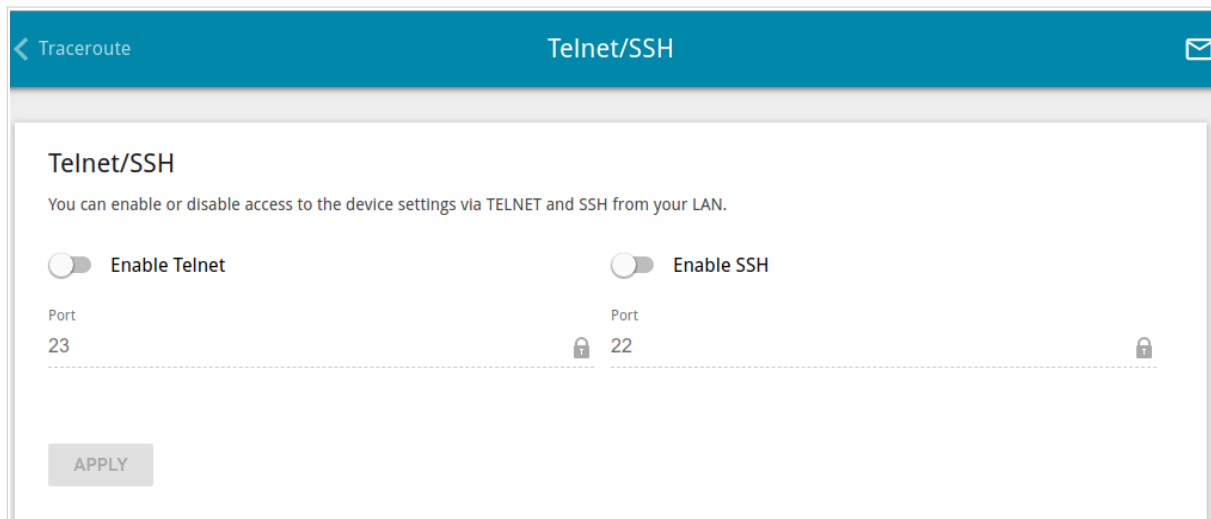 Traceroute
Telnet/SSH
Telnet/SSH
You can enable or disable access to the device settings via TELNET and SSH from your LAN.
Enable Telnet
Enable SSH
Port
Port
23
22
APPLY